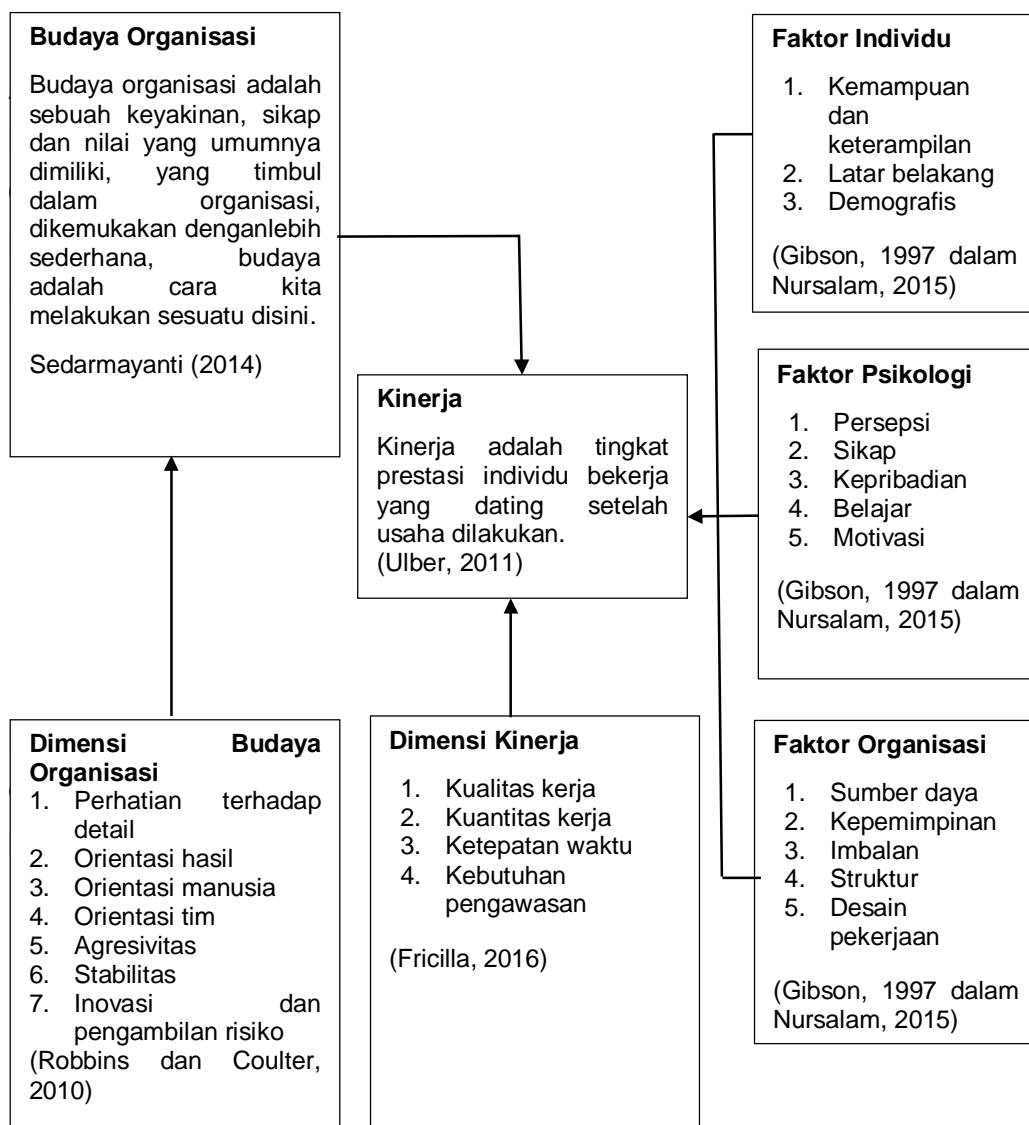 Budaya Organisasi
Budaya organisasi adalah
sebuah keyakinan, sikap
dan nilai yang umumnya
dimiliki, yang timbul
dalam organisasi,
dikemukakan denganlebih
sederhana, budaya
adalah cara kita
melakukan sesuatu disini.
Sedarmayanti (2014)
Kinerja
Kinerja adalah tingkat
prestasi individu bekerja
yang dating setelah
usaha dilakukan.
(Ulber, 2011)
Faktor Individu
1. Kemampuan
dan
keterampilan
2. Latar belakang
3. Demografis
(Gibson, 1997 dalam
Nursalam, 2015)
Faktor Psikologi
1. Persepsi
2. Sikap
3. Kepribadian
4. Belajar
5. Motivasi
(Gibson, 1997 dalam
Nursalam, 2015)
Dimensi Budaya
Organisasi
1. Perhatian terhadap
detail
2. Orientasi hasil
3. Orientasi manusia
4. Orientasi tim
5. Agresivitas
6. Stabilitas
7. Inovasi dan
pengambilan risiko
(Robbins dan Coulter,
2010)
Dimensi Kinerja
1. Kualitas kerja
2. Kuantitas kerja
3. Ketepatan waktu
4. Kebutuhan
pengawasan
(Fricilla, 2016)
Faktor Organisasi
1. Sumber daya
2. Kepemimpinan
3. Imbalan
4. Struktur
5. Desain
pekerjaan
(Gibson, 1997 dalam
Nursalam, 2015)